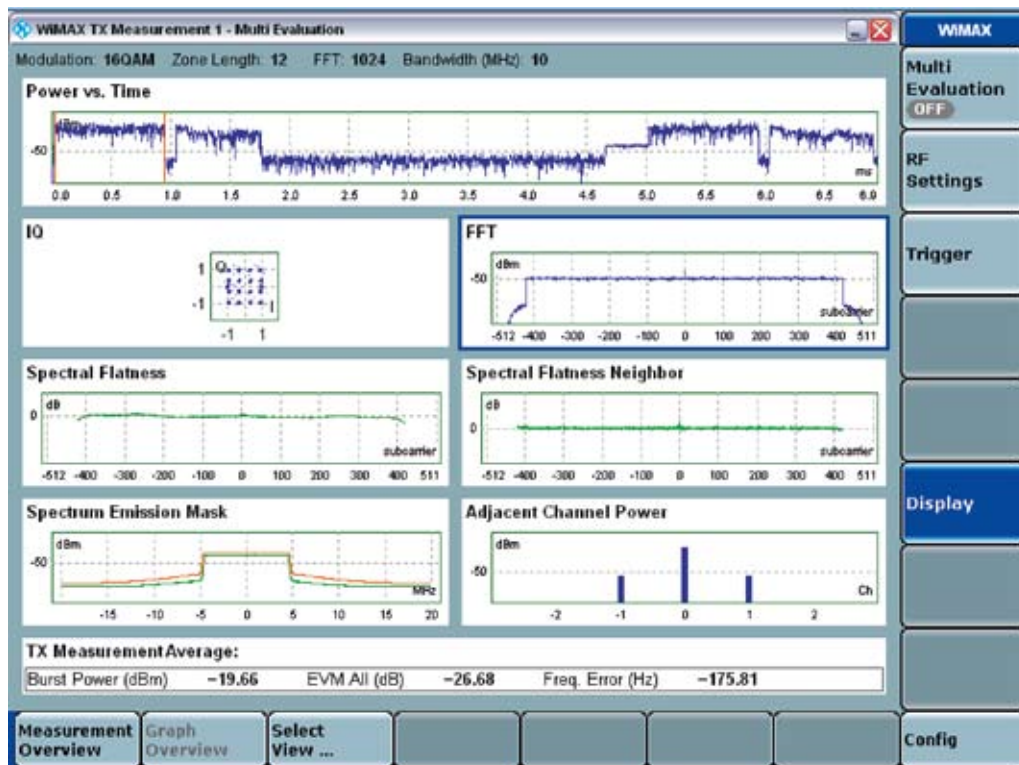 WiMAX TX Measurement 1 - Multi Evaluation
WiMAX
Modulation: 16QAM Zone Length: 12 FFT: 1024 Bandwidth (MHz): 10
Multi Evaluation
OFF
Power vs. Time
dBm
-50
ms
0.0 0.5 1.0 1.5 2.0 2.5 3.0 3.5 4.0 4.5 5.0 5.5 6.0 6.5 6.9
RF Settings
IQ
Q
1
-1
I
-1 1
FFT
dBm
-50
subcarrier
-512 -400 -300 -200 -100 0 100 200 300 400 511
Trigger
Spectral Flatness
dB
0
subcarrier
-512 -400 -300 -200 -100 0 100 200 300 400 511
Spectral Flatness Neighbor
dB
0
subcarrier
-512 -400 -300 -200 -100 0 100 200 300 400 511
Spectrum Emission Mask
dBm
-50
MHz
-15 -10 -5 0 5 10 15 20
Adjacent Channel Power
dBm
-50
Ch
-2 -1 0 1 2
Display
TX Measurement Average:
Burst Power (dBm) -19.66 EVM All (dB) -26.68 Freq. Error (Hz) -175.81
Measurement Overview
Graph Overview
Select View ...
Config